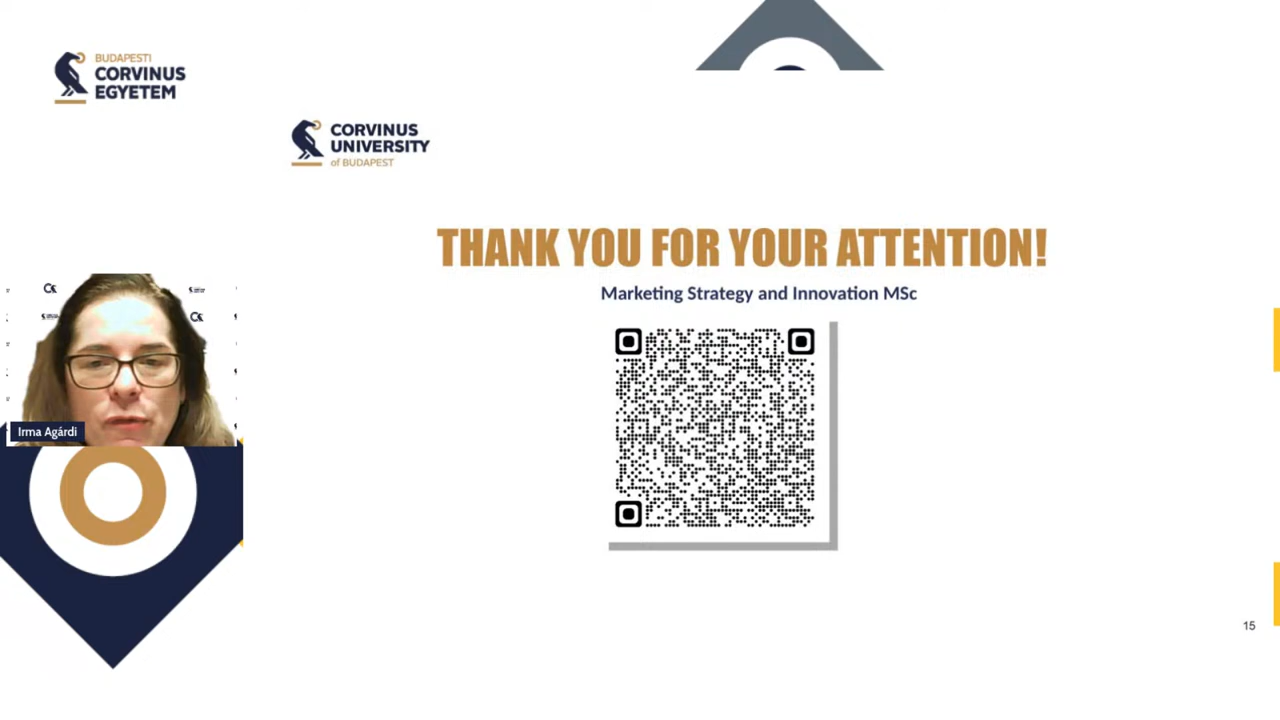 BUDAPESTI
CORVINUS
EGYETEM
CORVINUS
UNIVERSITY
of BUDAPEST
THANK YOU FOR YOUR ATTENTION!
Marketing Strategy and Innovation MSc
Irma Agárdi
15